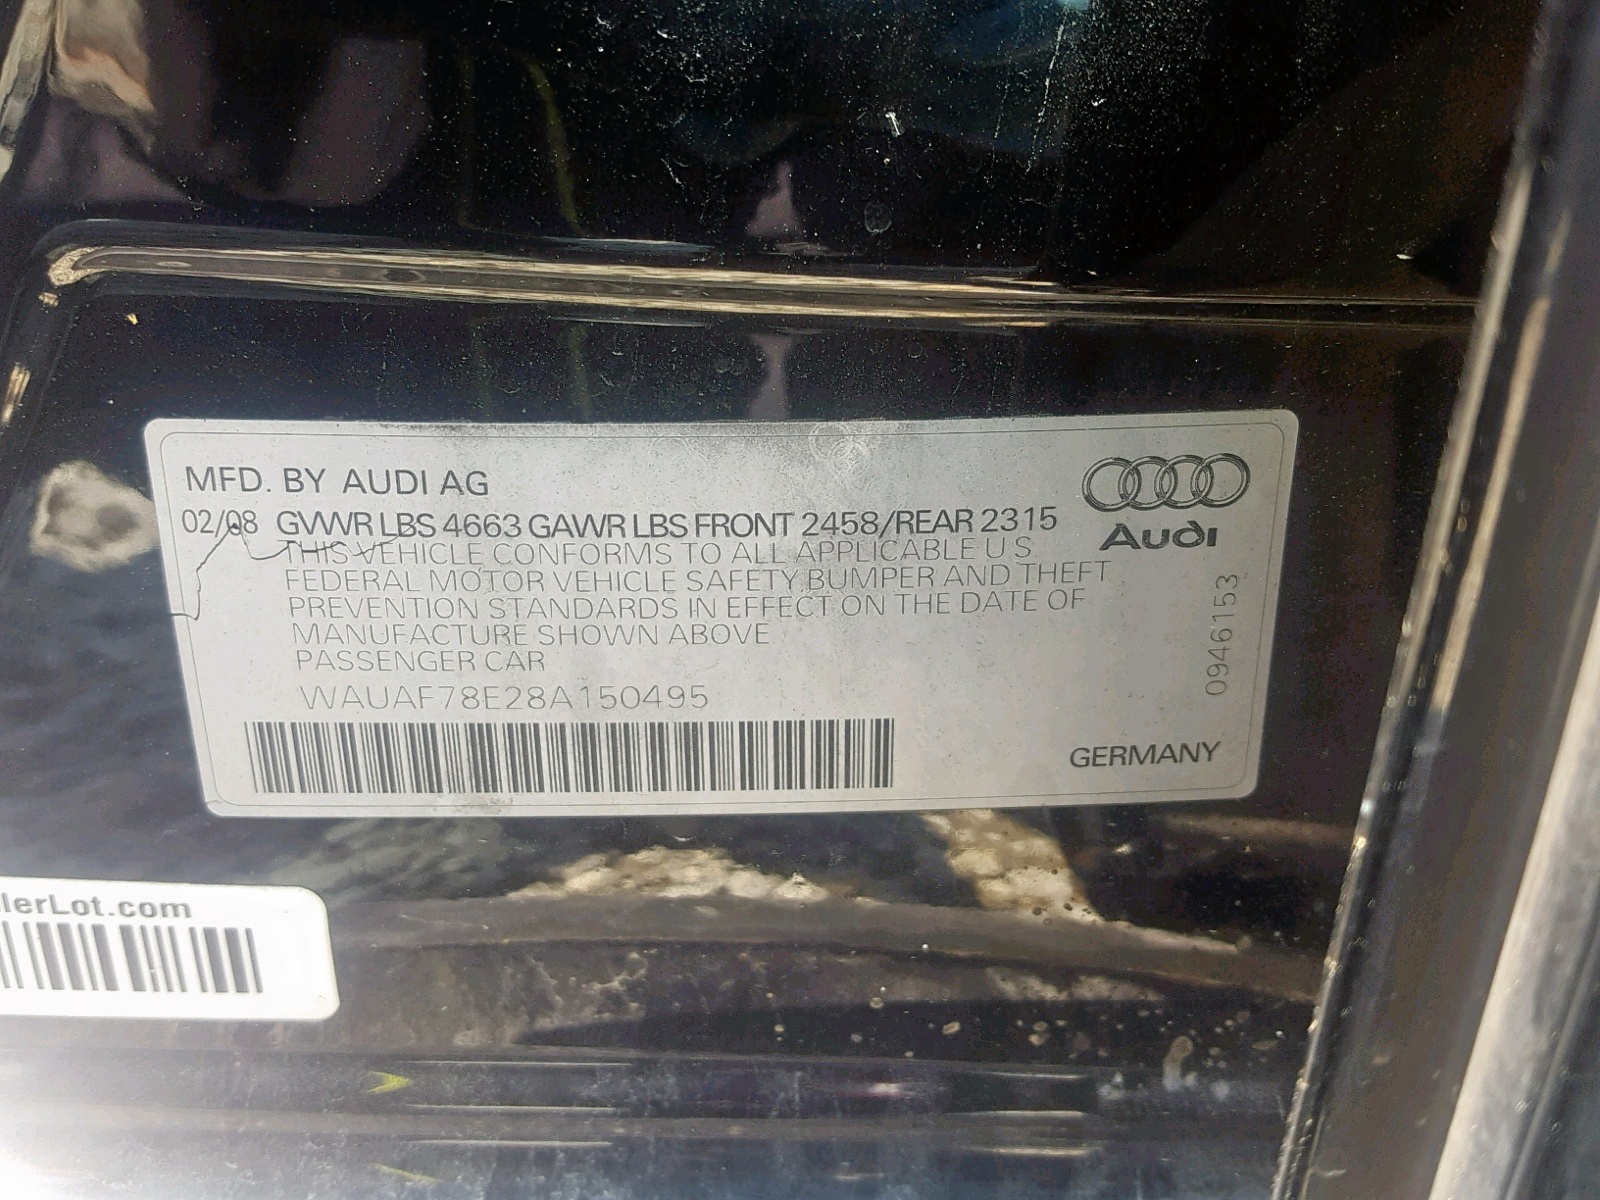 MFD. BY AUDI AG
02/08 GVWR LBS 4663 GAWR LBS FRONT 2458/REAR 2315
THIS VEHICLE CONFORMS TO ALL APPLICABLE U S
FEDERAL MOTOR VEHICLE SAFETY BUMPER AND THEFT
PREVENTION STANDARDS IN EFFECT ON THE DATE OF
MANUFACTURE SHOWN ABOVE
PASSENGER CAR
WAUAF78E28A150495
Audi
0946153
GERMANY
lerLot.com